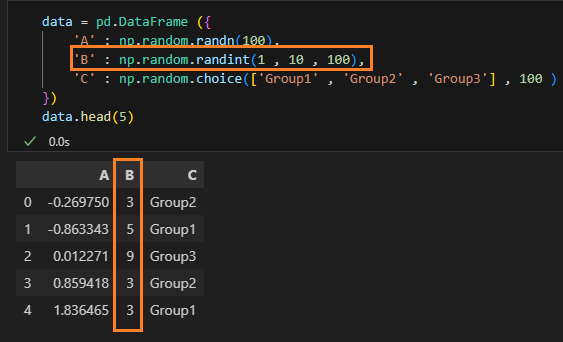 data = pd.DataFrame ({
'A' : np.random.randn(100),
'B' : np.random.randint(1 , 10 , 100),
'C' : np.random.choice(['Group1' , 'Group2' , 'Group3'] , 100 )
})
data.head(5)
✓ 0.0s
A B C
0 -0.269750 3 Group2
1 -0.863343 5 Group1
2 0.012271 9 Group3
3 0.859418 3 Group2
4 1.836465 3 Group1